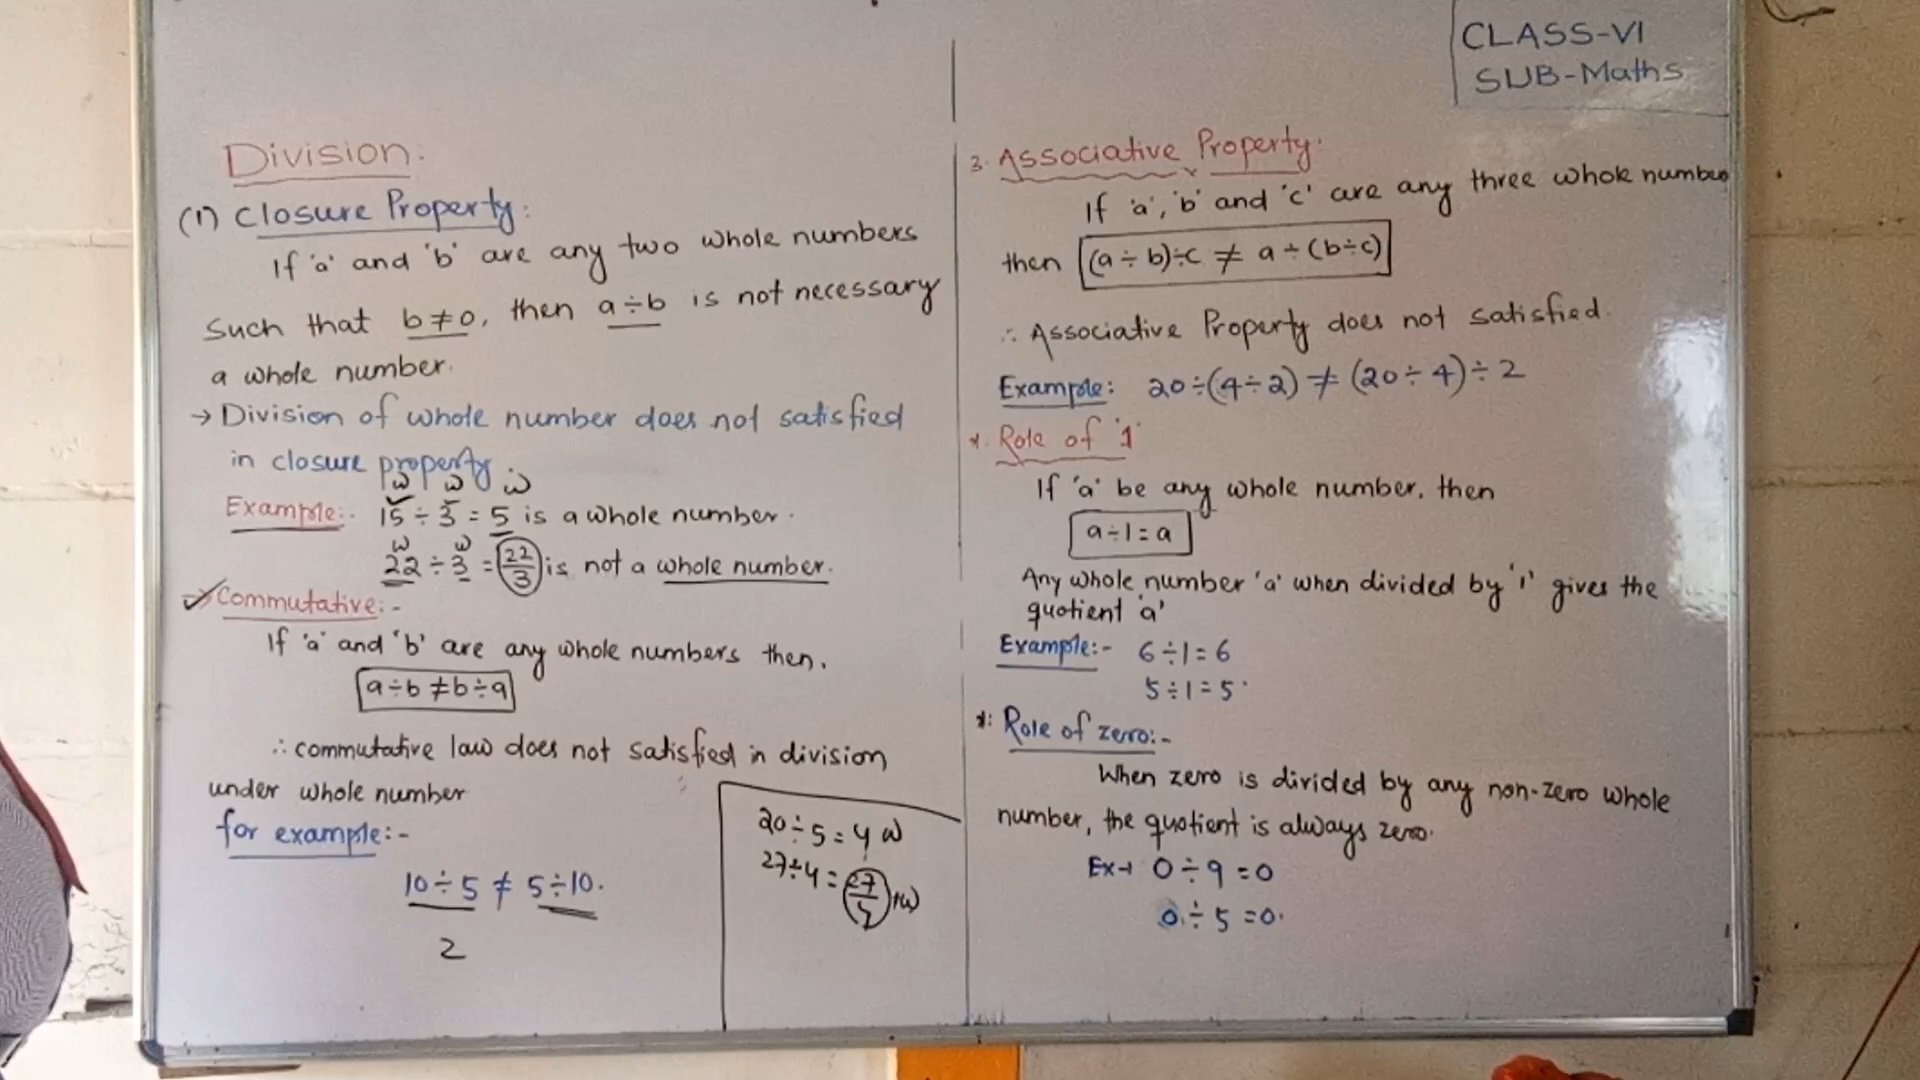 CLASS-VI
SUB-Maths
Division:
(1) Closure Property:
If 'a' and 'b' are any two whole numbers
Such that b≠0, then a÷b is not necessary
a whole number.
→ Division of whole number does not satisfied
in closure property
w w w
Example:- 15÷3=5 is a whole number.
w w
22÷3=22/3 is not a whole number.
Commutative:-
If 'a' and 'b' are any whole numbers then,
a÷b≠b÷a
∴ commutative law does not satisfied in division
under whole number
for example:-
10÷5 ≠ 5÷10.
2
20÷5=4 w
27÷4=27/4
3. Associative Property:
If 'a', 'b' and 'c' are any three whole number
then (a÷b)÷c ≠ a÷(b÷c)
∴ Associative Property does not satisfied.
Example: 20÷(4÷2) ≠ (20÷4)÷2
*. Role of '1'
If 'a' be any whole number, then
a÷1=a
Any whole number 'a' when divided by '1' gives the
quotient 'a'
Example:- 6÷1=6
5÷1=5.
*: Role of zero:-
When zero is divided by any non-zero whole
number, the quotient is always zero.
Ex→ 0÷9=0
0÷5=0.